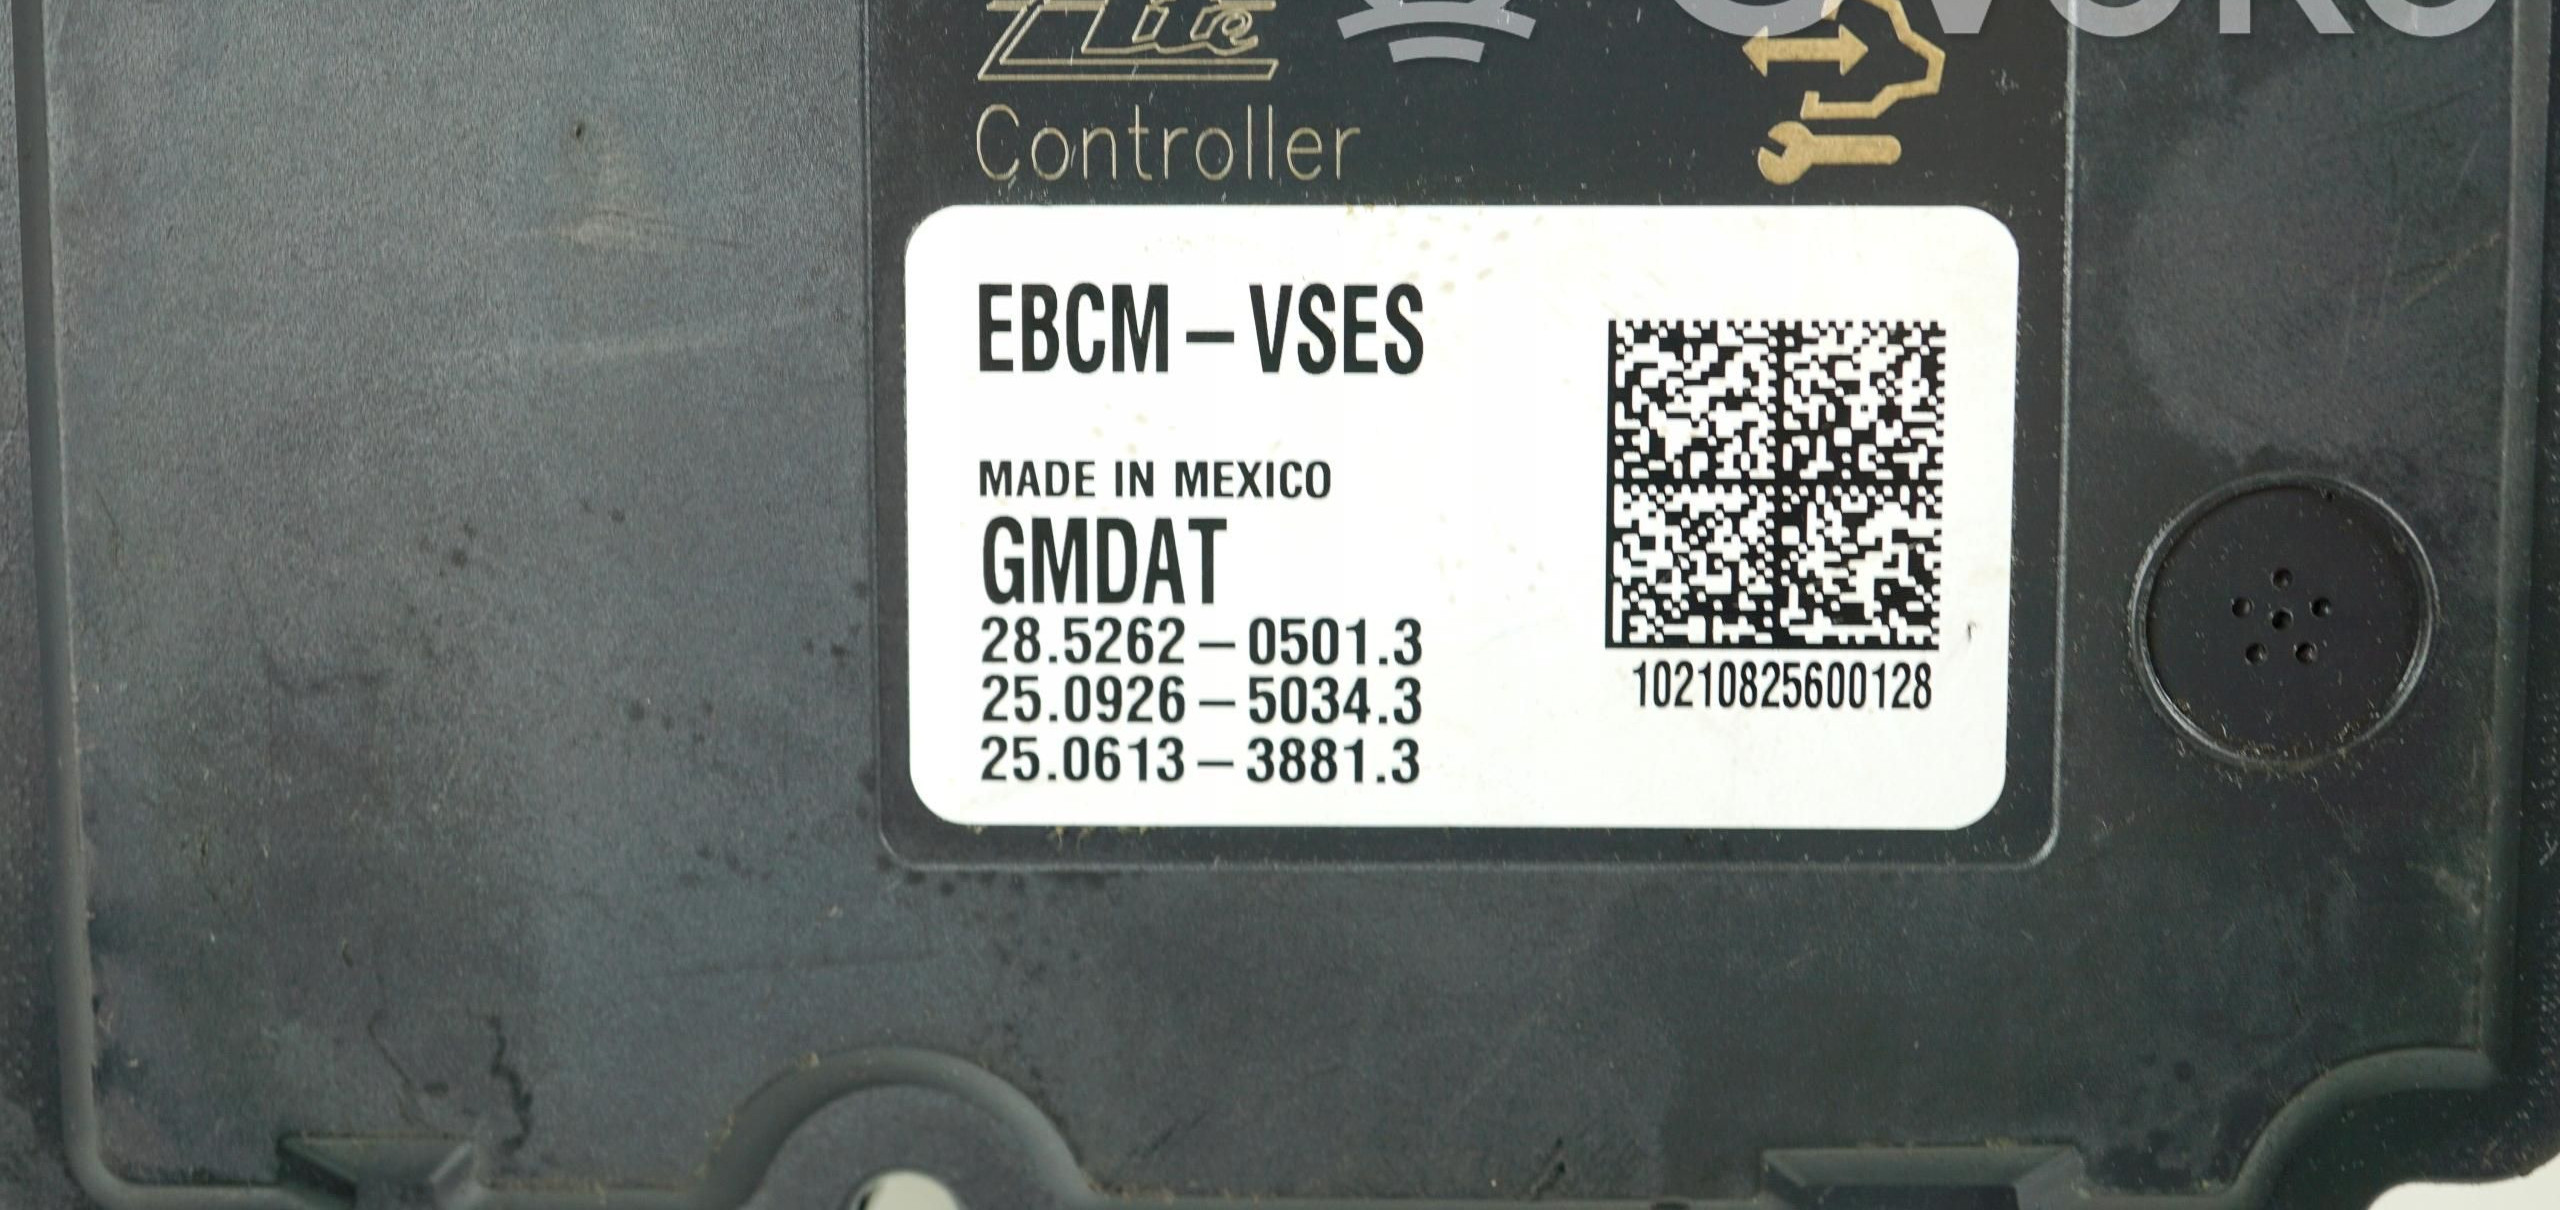 Controller
EBCM – VSES
MADE IN MEXICO
GMDAT
28.5262 – 0501.3
25.0926 – 5034.3
25.0613 – 3881.3
10210825600128